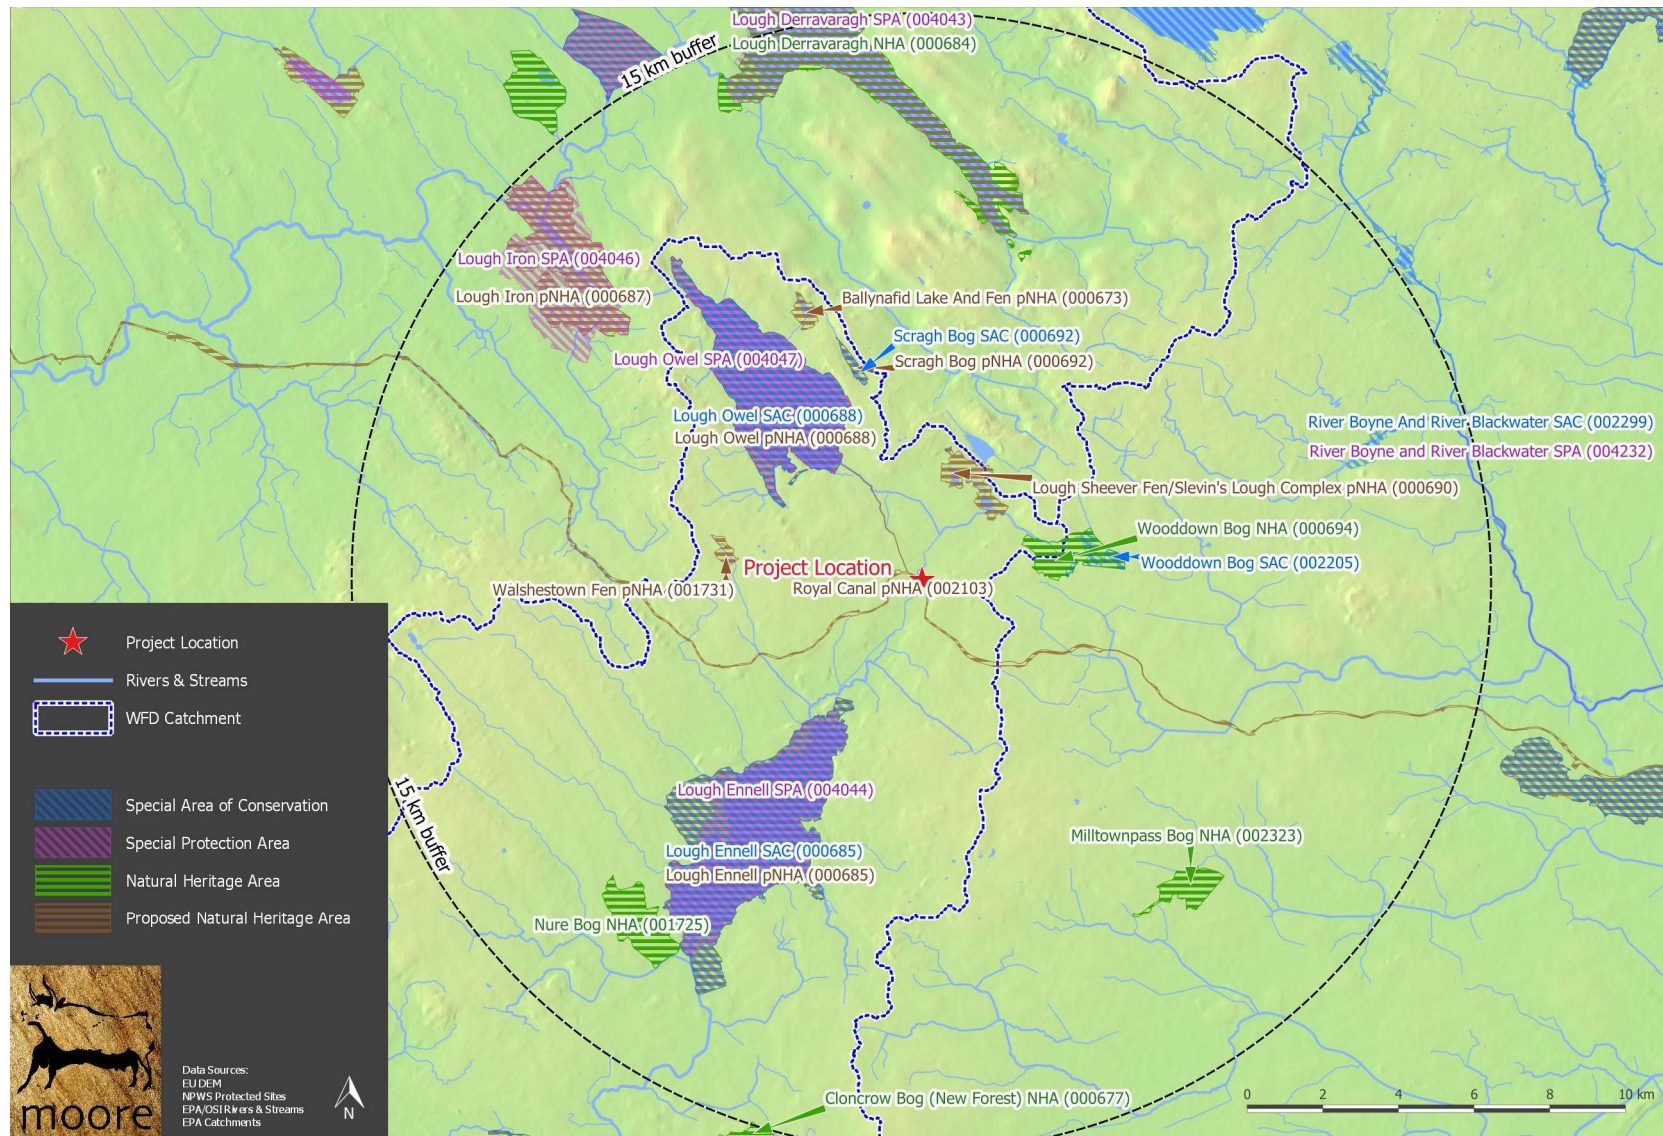 Lough Derravaragh SPA (004043)
Lough Derravaragh NHA (000684)
15 km buffer
Lough Iron SPA (004046)
Lough Iron pNHA (000687)
Ballynafid Lake And Fen pNHA (000673)
Scragh Bog SAC (000692)
Scragh Bog pNHA (000692)
Lough Owel SPA (004047)
Lough Owel SAC (000688)
Lough Owel pNHA (000688)
River Boyne And River Blackwater SAC (002299)
River Boyne and River Blackwater SPA (004232)
Lough Sheever Fen/Slevin's Lough Complex pNHA (000690)
Wooddown Bog NHA (000694)
Wooddown Bog SAC (002205)
Project Location
Royal Canal pNHA (002103)
Walshestown Fen pNHA (001731)
Project Location
Rivers & Streams
WFD Catchment
Special Area of Conservation
Special Protection Area
Natural Heritage Area
Proposed Natural Heritage Area
15 km buffer
Lough Ennell SPA (004044)
Lough Ennell SAC (000685)
Lough Ennell pNHA (000685)
Milltownpass Bog NHA (002323)
Nure Bog NHA (001725)
Cloncrow Bog (New Forest) NHA (000677)
moore
Data Sources:
EU DEM
NPWS Protected Sites
EPA/OSI Rivers & Streams
EPA Catchments
N
0 2 4 6 8 10 km